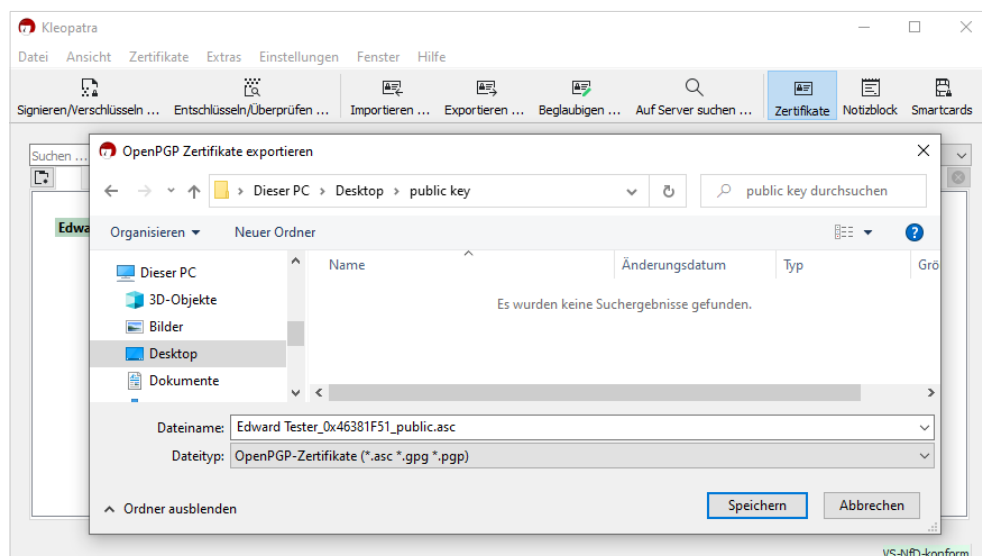 Kleopatra
Datei Ansicht Zertifikate Extras Einstellungen Fenster Hilfe
Signieren/Verschlüsseln ... Entschlüsseln/Überprüfen ... Importieren ... Exportieren ... Beglaubigen ... Auf Server suchen ... Zertifikate Notizblock Smartcards
Suchen ...
OpenPGP Zertifikate exportieren
Dieser PC > Desktop > public key
public key durchsuchen
Edwa
Organisieren Neuer Ordner
Dieser PC
3D-Objekte
Bilder
Desktop
Dokumente
Name Änderungsdatum Typ Grö
Es wurden keine Suchergebnisse gefunden.
Dateiname: Edward Tester_0x46381F51_public.asc
Dateityp: OpenPGP-Zertifikate (*.asc *.gpg *.pgp)
Ordner ausblenden
Speichern Abbrechen
VS-NfD-konform